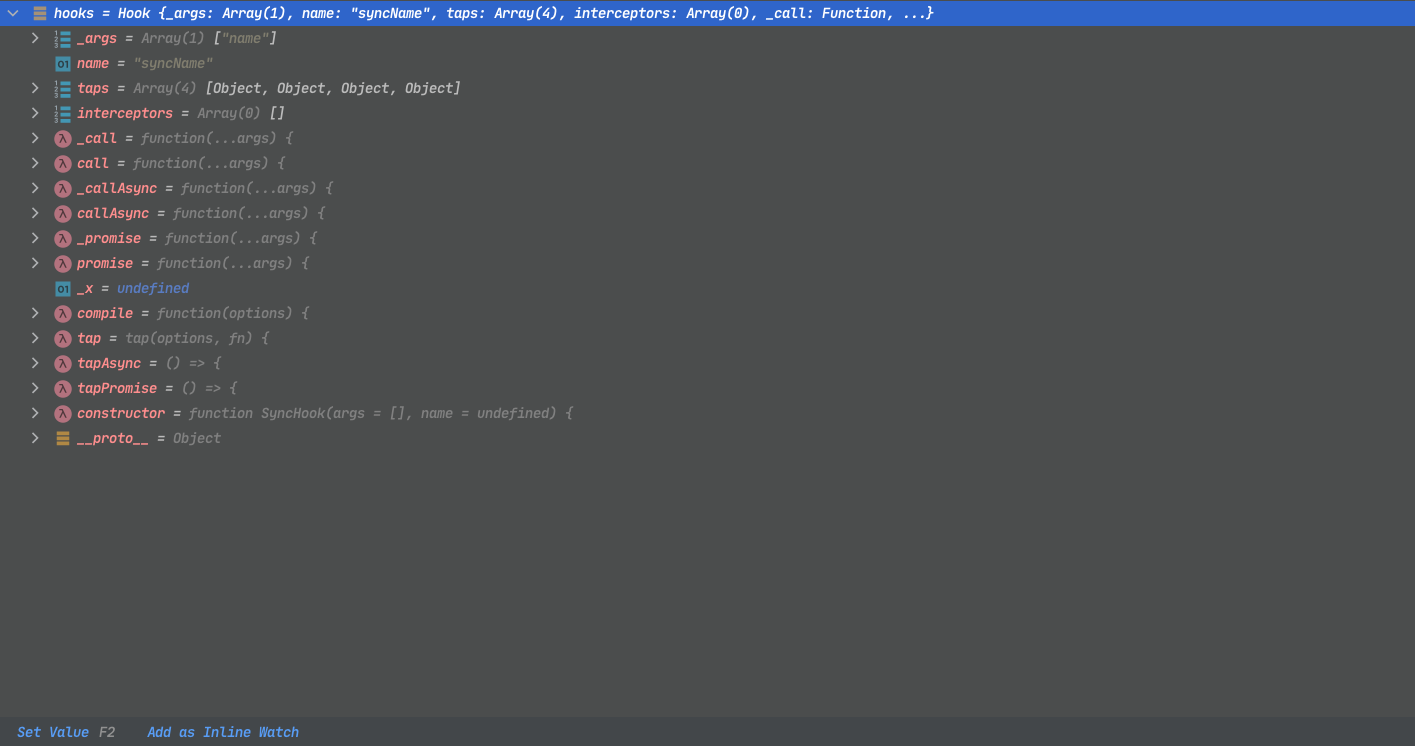 hooks = Hook {_args: Array(1), name: "syncName", taps: Array(4), interceptors: Array(0), _call: Function, ...}
_args = Array(1) ["name"]
name = "syncName"
taps = Array(4) [Object, Object, Object, Object]
interceptors = Array(0) []
_call = function(...args) {
call = function(...args) {
_callAsync = function(...args) {
callAsync = function(...args) {
_promise = function(...args) {
promise = function(...args) {
_x = undefined
compile = function(options) {
tap = tap(options, fn) {
tapAsync = () => {
tapPromise = () => {
constructor = function SyncHook(args = [], name = undefined) {
__proto__ = Object
Set Value F2 Add as Inline Watch